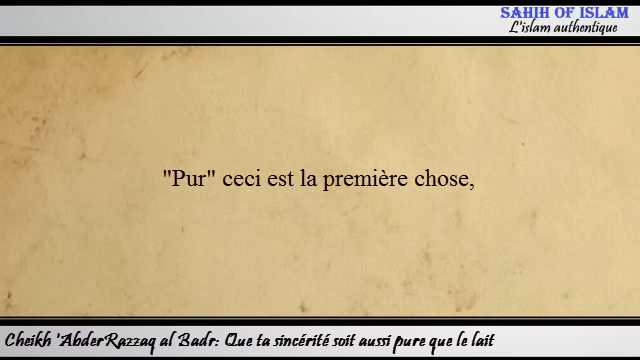 SAHIH OF ISLAM
L'islam authentique
"Pur" ceci est la première chose,
Cheikh 'AbderRazzaq al Badr: Que ta sincérité soit aussi pure que le lait